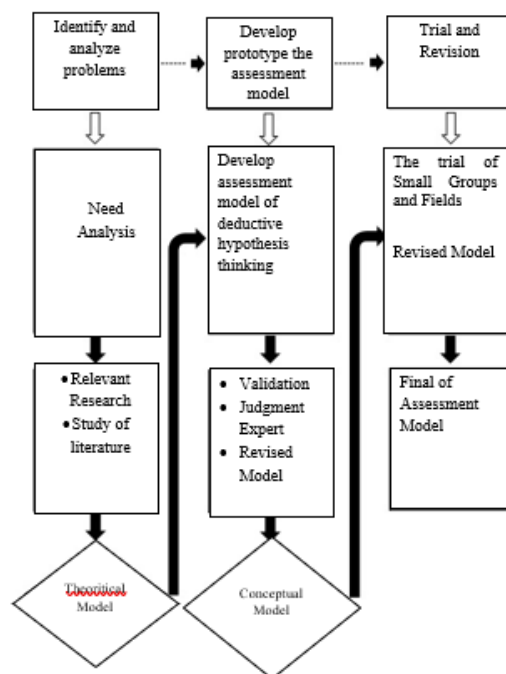 Identify and
analyze
problems
Develop
prototype the
assessment
model
Trial and
Revision
Need
Analysis
Develop
assessment
model of
deductive
hypothesis
thinking
The trial of
Small Groups
and Fields
Revised Model
•Relevant
Research
•Study of
literature
• Validation
• Judgment
Expert
• Revised
Model
Final of
Assessment
Model
Theoritical
Model
Conceptual
Model